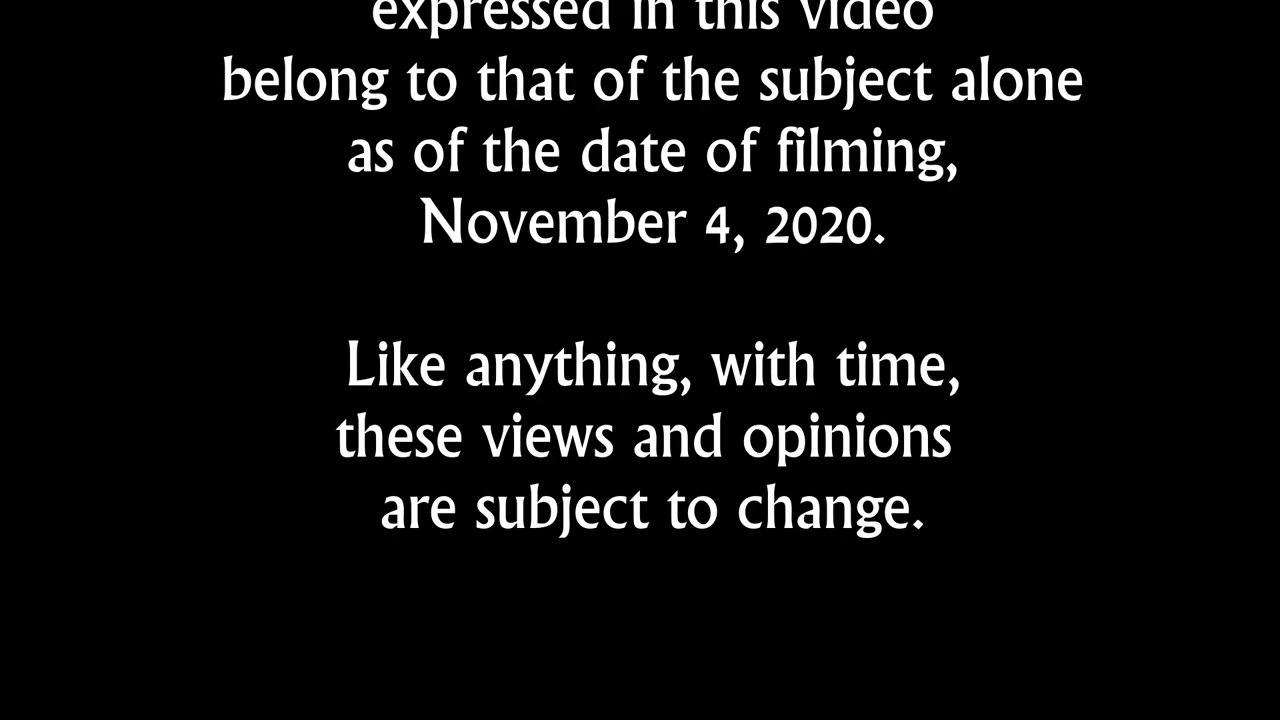 expressed in this video
belong to that of the subject alone
as of the date of filming,
November 4, 2020.
Like anything, with time,
these views and opinions
are subject to change.